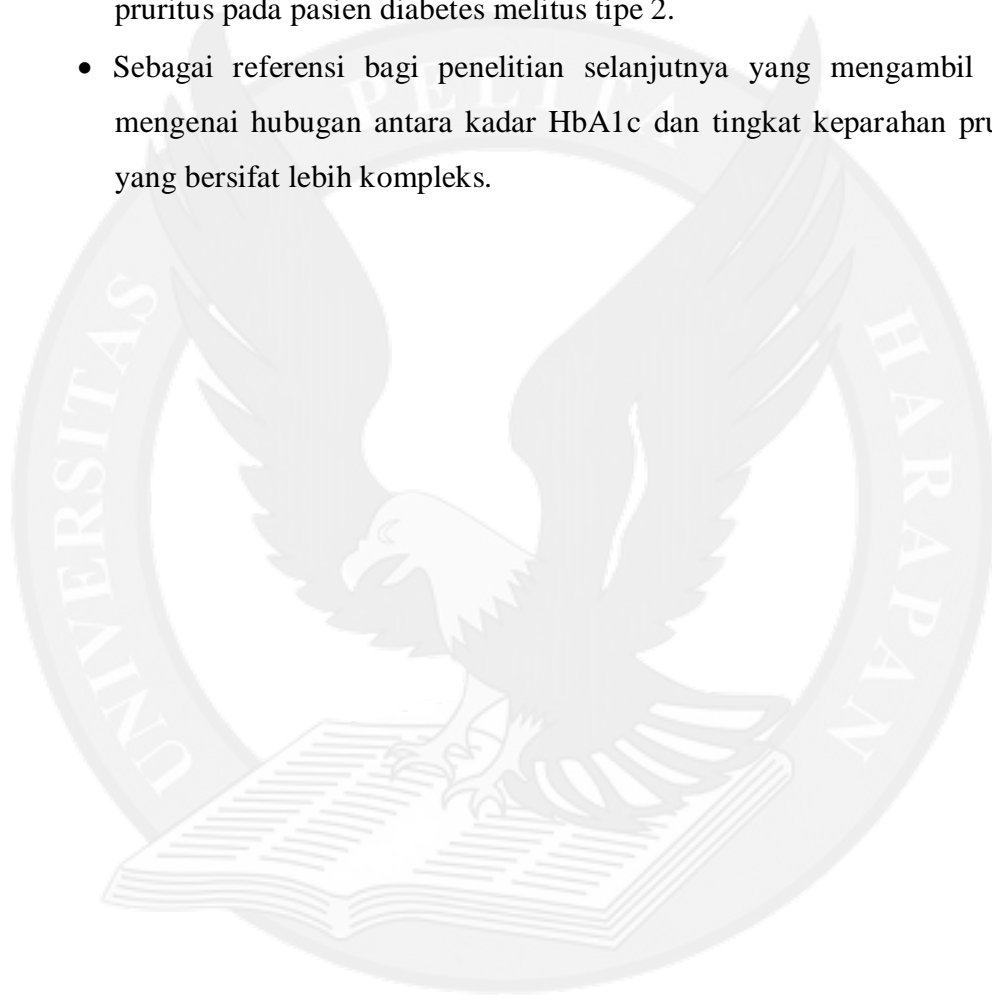 pruritus pada pasien diabetes melitus tipe 2.
• Sebagai referensi bagi penelitian selanjutnya yang mengambil
mengenai hubugan antara kadar HbA1c dan tingkat keparahan pru
yang bersifat lebih kompleks.
UNIVERSITAS PELITA HARAPAN